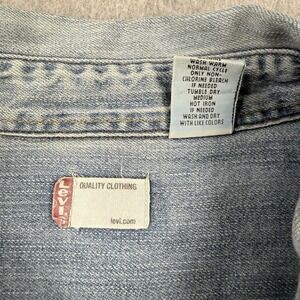 WASH WARM
NORMAL CYCLE
ONLY NON-
CHLORINE BLEACH
IF NEEDED
TUMBLE DRY
MEDIUM
HOT IRON
IF NEEDED
WASH AND DRY
WITH LIKE COLORS
Levi's
QUALITY CLOTHING
levi.com